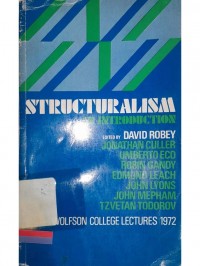 STRUCTURALISM
AN INTRODUCTION
EDITED BY DAVID ROBEY
JONATHAN CULLER
UMBERTO ECO
ROBIN GANDY
EDMUND LEACH
JOHN LYONS
JOHN MEPHAM
TZVETAN TODOROV
WOLFSON COLLEGE LECTURES 1972